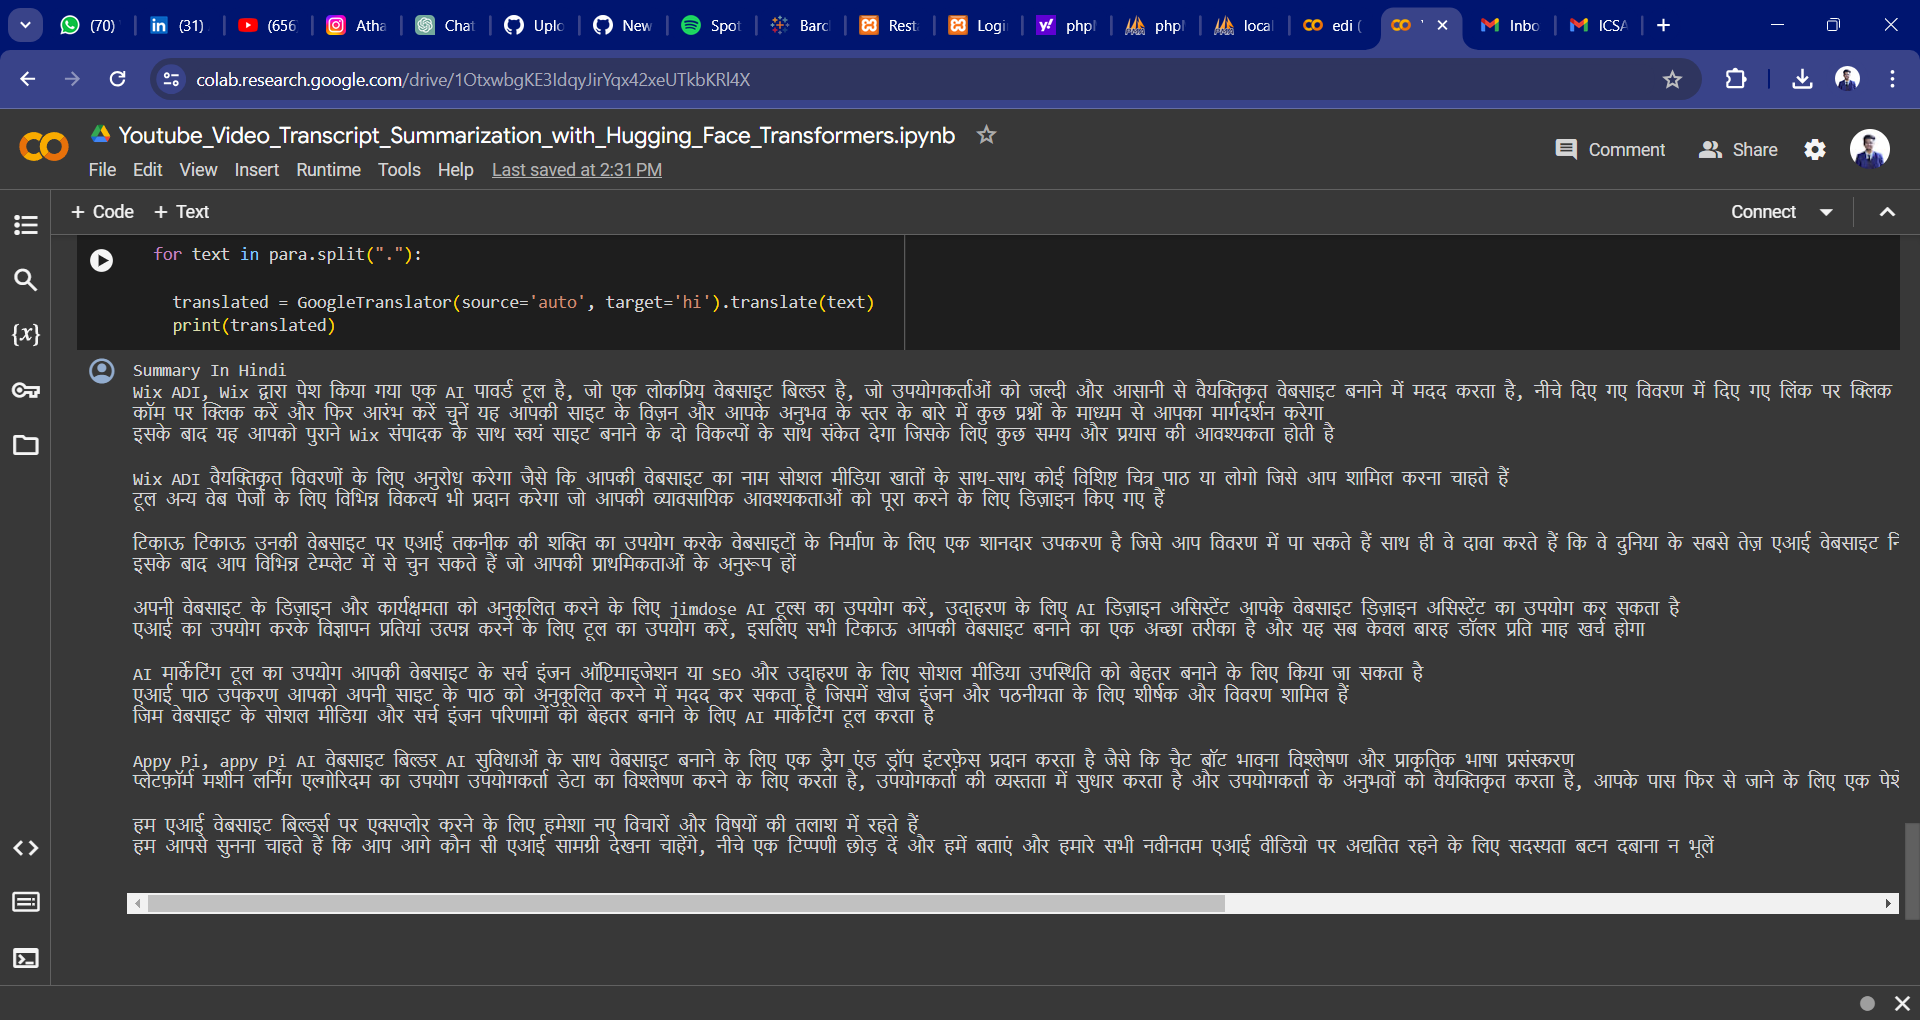 (70)
(31)
(656
Atha
Chat
Uplo
New
Spot
Barc
Rest
Logi
php
php
local
edi (
Inbo
ICSA
colab.research.google.com/drive/1OtxwbgKE3IdqyJirYqx42xeUTkbKRl4X
Youtube_Video_Transcript_Summarization_with_Hugging_Face_Transformers.ipynb
Comment
Share
File Edit View Insert Runtime Tools Help Last saved at 2:31 PM
+ Code + Text
Connect
for text in para.split("."):
translated = GoogleTranslator(source='auto', target='hi').translate(text)
print(translated)
Summary In Hindi
Wix ADI, Wix द्वारा पेश किया गया एक AI पावर्ड टूल है, जो एक लोकप्रिय वेबसाइट बिल्डर है, जो उपयोगकर्ताओं को जल्दी और आसानी से वैयक्तिकृत वेबसाइट बनाने में मदद करता है, नीचे दिए गए विवरण में दिए गए लिंक पर क्लिक
कॉम पर क्लिक करें और फिर आरंभ करें चुनें यह आपकी साइट के विज़न और आपके अनुभव के स्तर के बारे में कुछ प्रश्नों के माध्यम से आपका मार्गदर्शन करेगा
इसके बाद यह आपको पुराने Wix संपादक के साथ स्वयं साइट बनाने के दो विकल्पों के साथ संकेत देगा जिसके लिए कुछ समय और प्रयास की आवश्यकता होती है
Wix ADI वैयक्तिकृत विवरणों के लिए अनुरोध करेगा जैसे कि आपकी वेबसाइट का नाम सोशल मीडिया खातों के साथ-साथ कोई विशिष्ट चित्र पाठ या लोगो जिसे आप शामिल करना चाहते हैं
टूल अन्य वेब पेजों के लिए विभिन्न विकल्प भी प्रदान करेगा जो आपकी व्यावसायिक आवश्यकताओं को पूरा करने के लिए डिज़ाइन किए गए हैं
टिकाऊ टिकाऊ उनकी वेबसाइट पर एआई तकनीक की शक्ति का उपयोग करके वेबसाइटों के निर्माण के लिए एक शानदार उपकरण है जिसे आप विवरण में पा सकते हैं साथ ही वे दावा करते हैं कि वे दुनिया के सबसे तेज़ एआई वेबसाइट
इसके बाद आप विभिन्न टेम्प्लेट में से चुन सकते हैं जो आपकी प्राथमिकताओं के अनुरूप हों
अपनी वेबसाइट के डिज़ाइन और कार्यक्षमता को अनुकूलित करने के लिए jimdose AI टूल्स का उपयोग करें, उदाहरण के लिए AI डिज़ाइन असिस्टेंट आपके वेबसाइट डिज़ाइन असिस्टेंट का उपयोग कर सकता है
एआई का उपयोग करके विज्ञापन प्रतियां उत्पन्न करने के लिए टूल का उपयोग करें, इसलिए सभी टिकाऊ आपकी वेबसाइट बनाने का एक अच्छा तरीका है और यह सब केवल बारह डॉलर प्रति माह खर्च होगा
AI मार्केटिंग टूल का उपयोग आपकी वेबसाइट के सर्च इंजन ऑप्टिमाइजेशन या SEO और उदाहरण के लिए सोशल मीडिया उपस्थिति को बेहतर बनाने के लिए किया जा सकता है
एआई पाठ उपकरण आपको अपनी साइट के पाठ को अनुकूलित करने में मदद कर सकता है जिसमें खोज इंजन और पठनीयता के लिए शीर्षक और विवरण शामिल हैं
जिम वेबसाइट के सोशल मीडिया और सर्च इंजन परिणामों को बेहतर बनाने के लिए AI मार्केटिंग टूल करता है
Appy Pi, appy Pi AI वेबसाइट बिल्डर AI सुविधाओं के साथ वेबसाइट बनाने के लिए एक ड्रैग एंड ड्रॉप इंटरफ़ेस प्रदान करता है जैसे कि चैट बॉट भावना विश्लेषण और प्राकृतिक भाषा प्रसंस्करण
प्लेटफ़ॉर्म मशीन लर्निंग एल्गोरिदम का उपयोग उपयोगकर्ता डेटा का विश्लेषण करने के लिए करता है, उपयोगकर्ता की व्यस्तता में सुधार करता है और उपयोगकर्ता के अनुभवों को वैयक्तिकृत करता है, आपके पास फिर से जाने के लिए एक
हम एआई वेबसाइट बिल्डर्स पर एक्सप्लोर करने के लिए हमेशा नए विचारों और विषयों की तलाश में रहते हैं
हम आपसे सुनना चाहते हैं कि आप आगे कौन सी एआई सामग्री देखना चाहेंगे, नीचे एक टिप्पणी छोड़ दें और हमें बताएं और हमारे सभी नवीनतम एआई वीडियो पर अद्यतित रहने के लिए सदस्यता बटन दबाना न भूलें